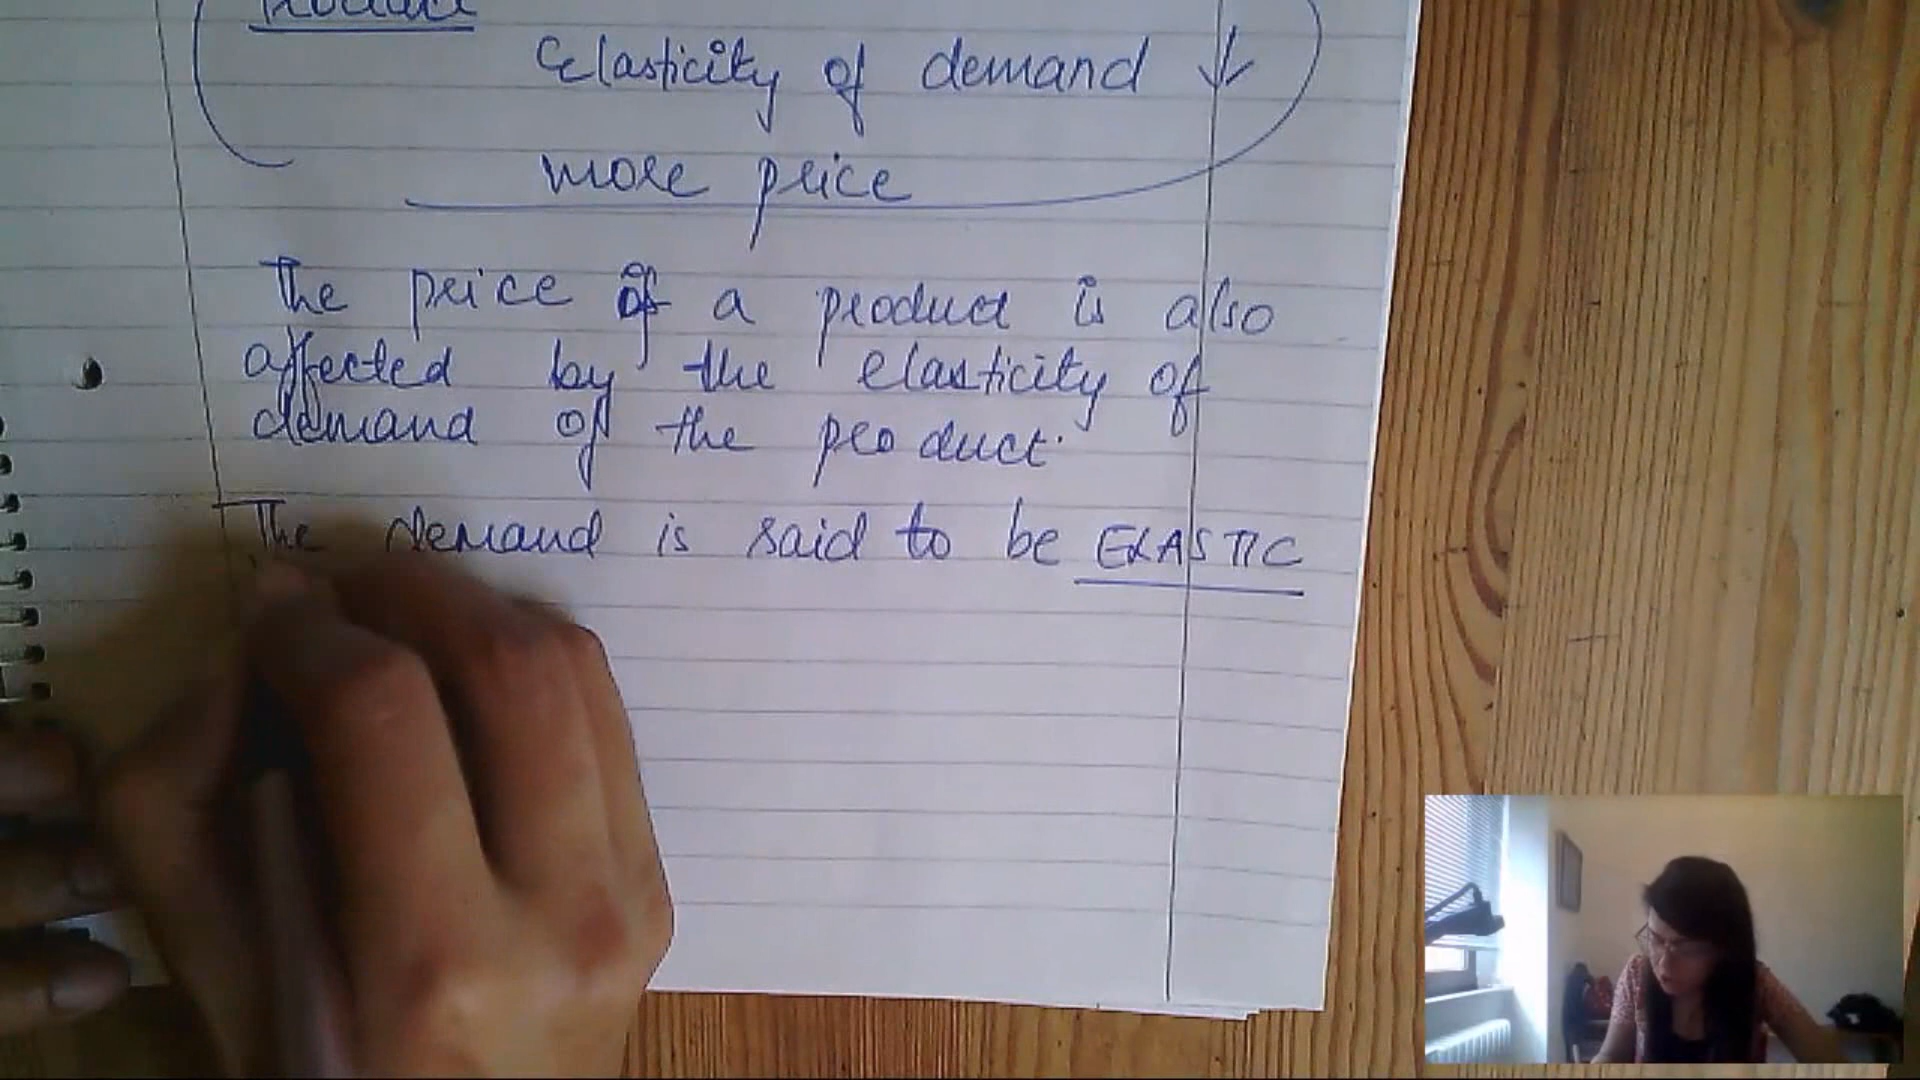 Product
Elasticity of demand ↓
more price
The price of a product is also
affected by the elasticity of
demand of the product.
The demand is said to be ELASTIC